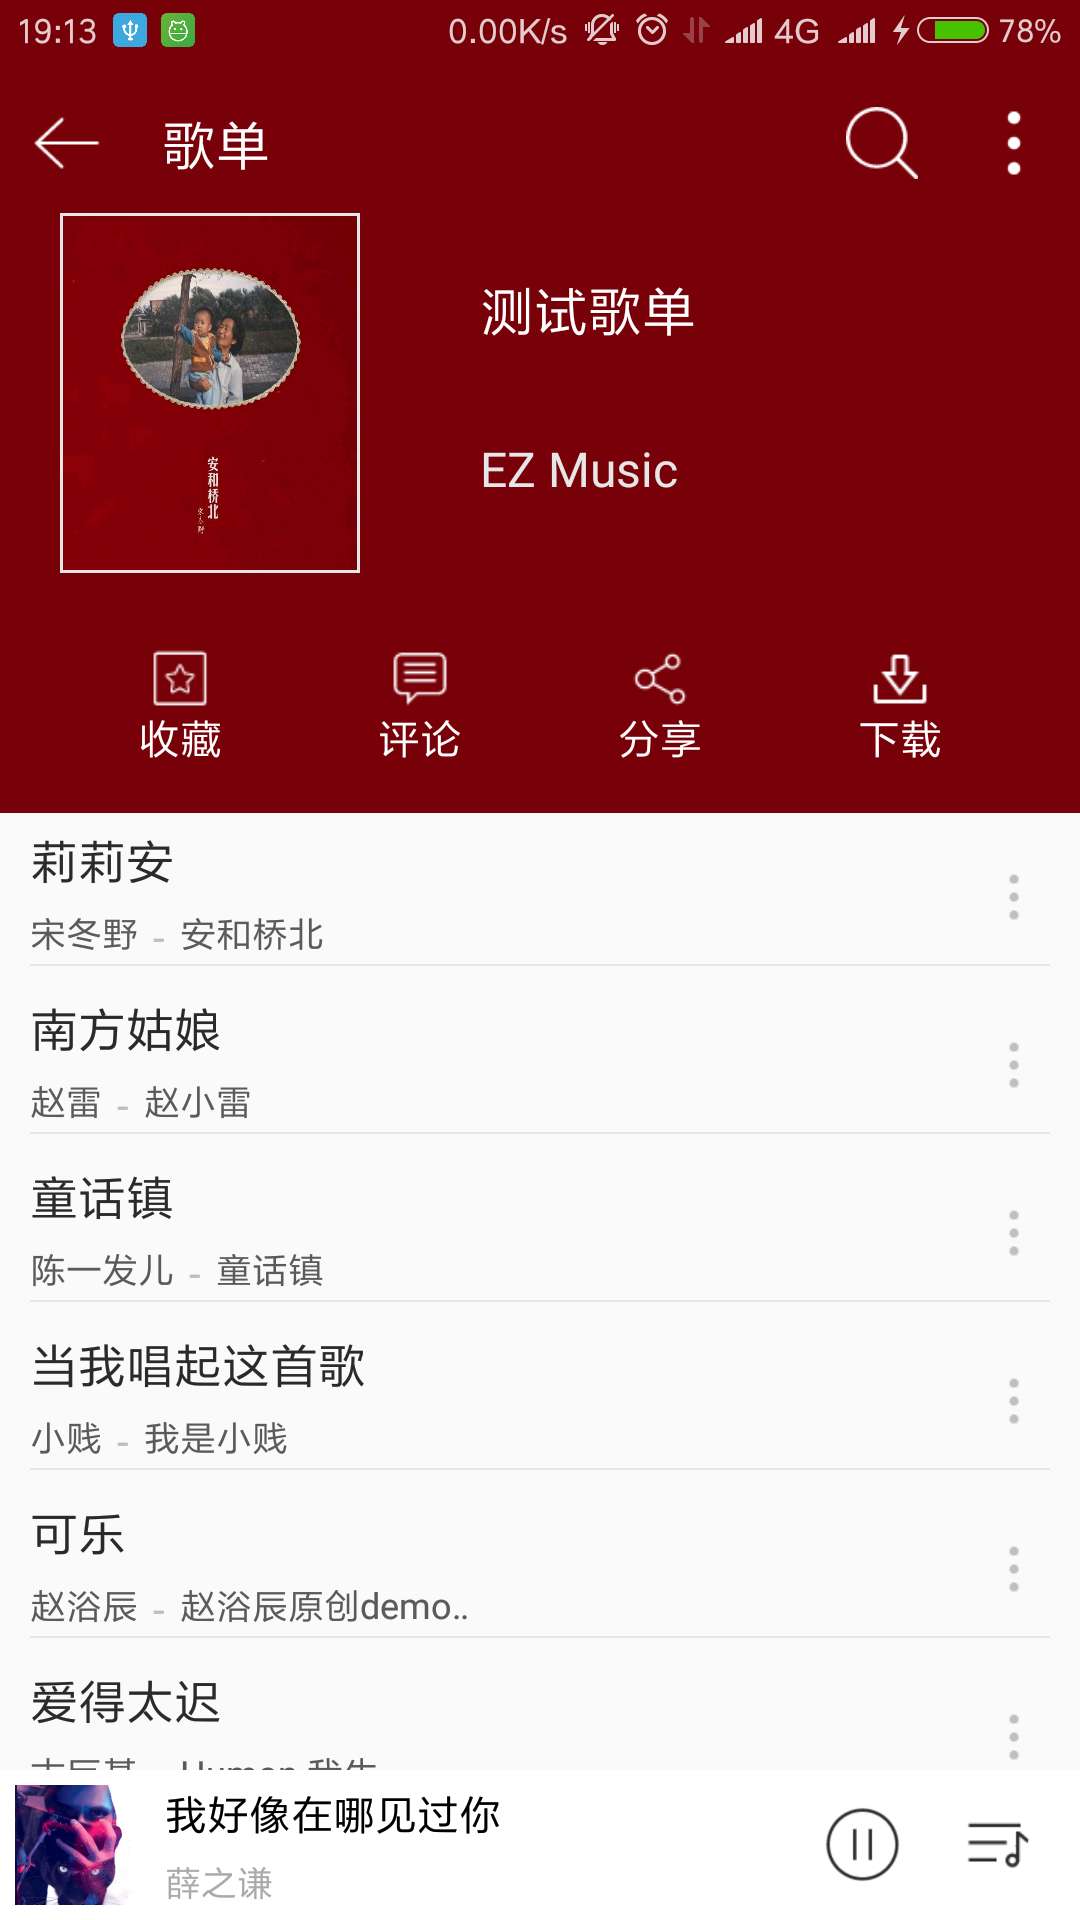 19:13 0.00K/s 4G 78%
歌单
安和桥北
测试歌单
EZ Music
收藏 评论 分享 下载
莉莉安
宋冬野 - 安和桥北
南方姑娘
赵雷 - 赵小雷
童话镇
陈一发儿 - 童话镇
当我唱起这首歌
小贱 - 我是小贱
可乐
赵浴辰 - 赵浴辰原创demo..
爱得太迟
我好像在哪见过你
薛之谦